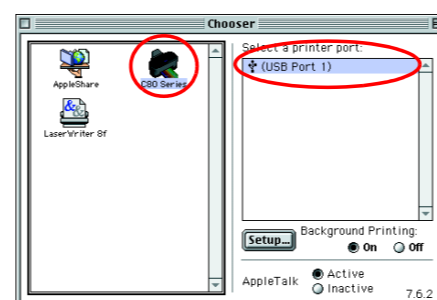 Chooser
AppleShare
C80 Series
LaserWriter 8f
Select a printer port:
(USB Port 1)
Setup...
Background Printing:
On Off
AppleTalk
Active
Inactive
7.6.2